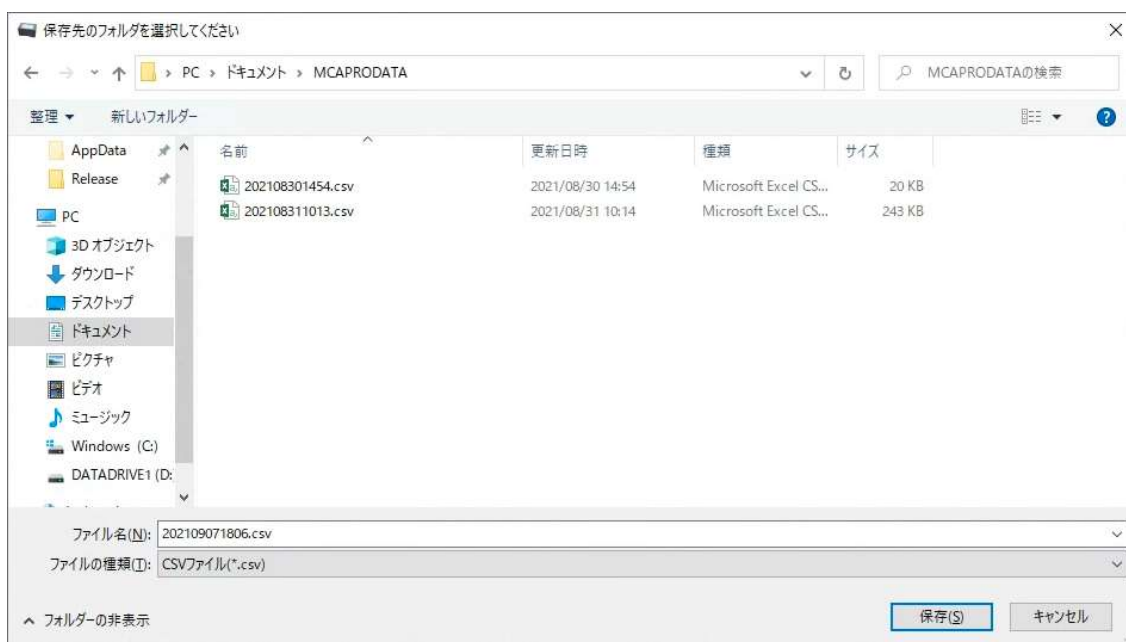 保存先のフォルダを選択してください
PC › ドキュメント › MCAPRODATA
MCAPRODATAの検索
整理 新しいフォルダー
名前 更新日時 種類 サイズ
202108301454.csv 2021/08/30 14:54 Microsoft Excel CS... 20 KB
202108311013.csv 2021/08/31 10:14 Microsoft Excel CS... 243 KB
AppData
Release
PC
3D オブジェクト
ダウンロード
デスクトップ
ドキュメント
ピクチャ
ビデオ
ミュージック
Windows (C:)
DATADRIVE1 (D:
ファイル名(N): 202109071806.csv
ファイルの種類(T): CSVファイル(*.csv)
フォルダーの非表示
保存(S) キャンセル